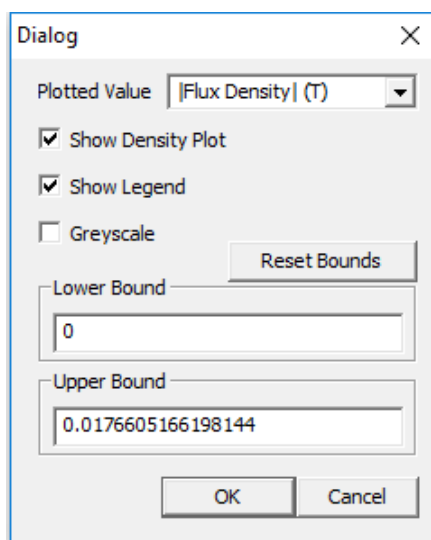 Dialog
Plotted Value |Flux Density| (T)
Show Density Plot
Show Legend
Greyscale
Reset Bounds
Lower Bound
0
Upper Bound
0.0176605166198144
OK Cancel